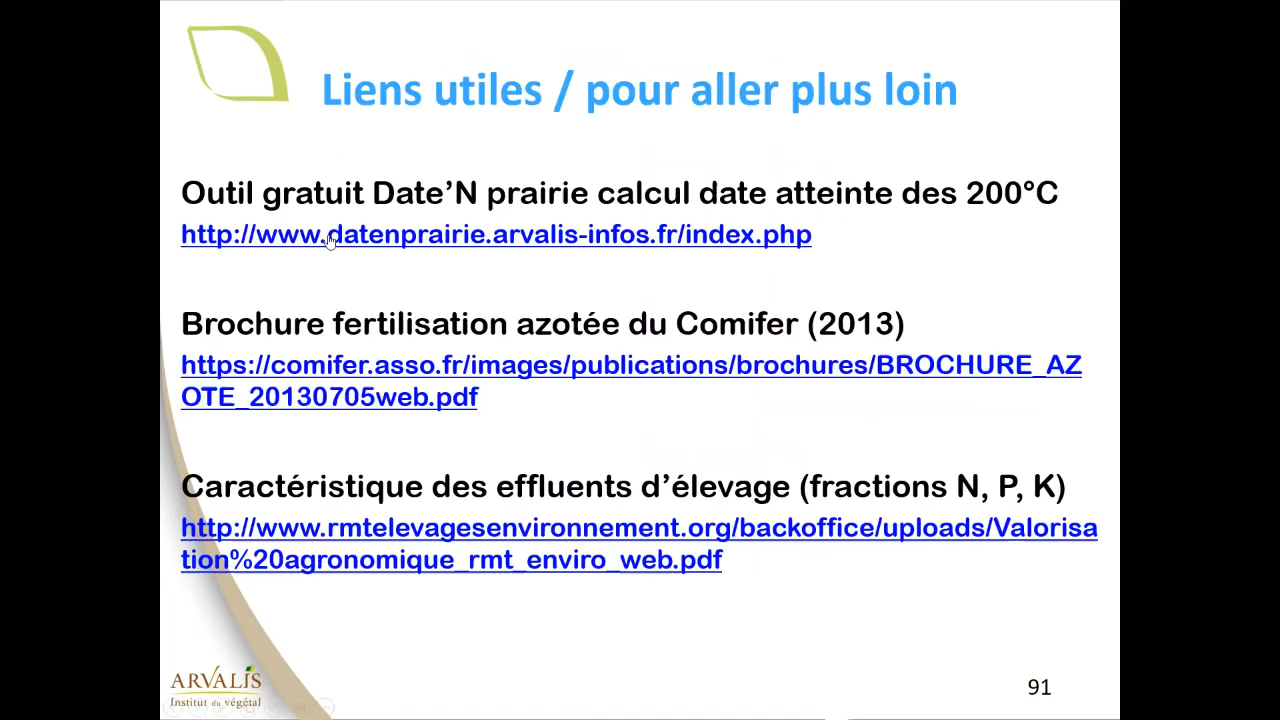 Liens utiles / pour aller plus loin
Outil gratuit Date’N prairie calcul date atteinte des 200°C
http://www.datenprairie.arvalis-infos.fr/index.php
Brochure fertilisation azotée du Comifer (2013)
https://comifer.asso.fr/images/publications/brochures/BROCHURE_AZ
OTE_20130705web.pdf
Caractéristique des effluents d’élevage (fractions N, P, K)
http://www.rmtelevagesenvironnement.org/backoffice/uploads/Valorisa
tion%20agronomique_rmt_enviro_web.pdf
ARVALIS
Institut du végétal
91